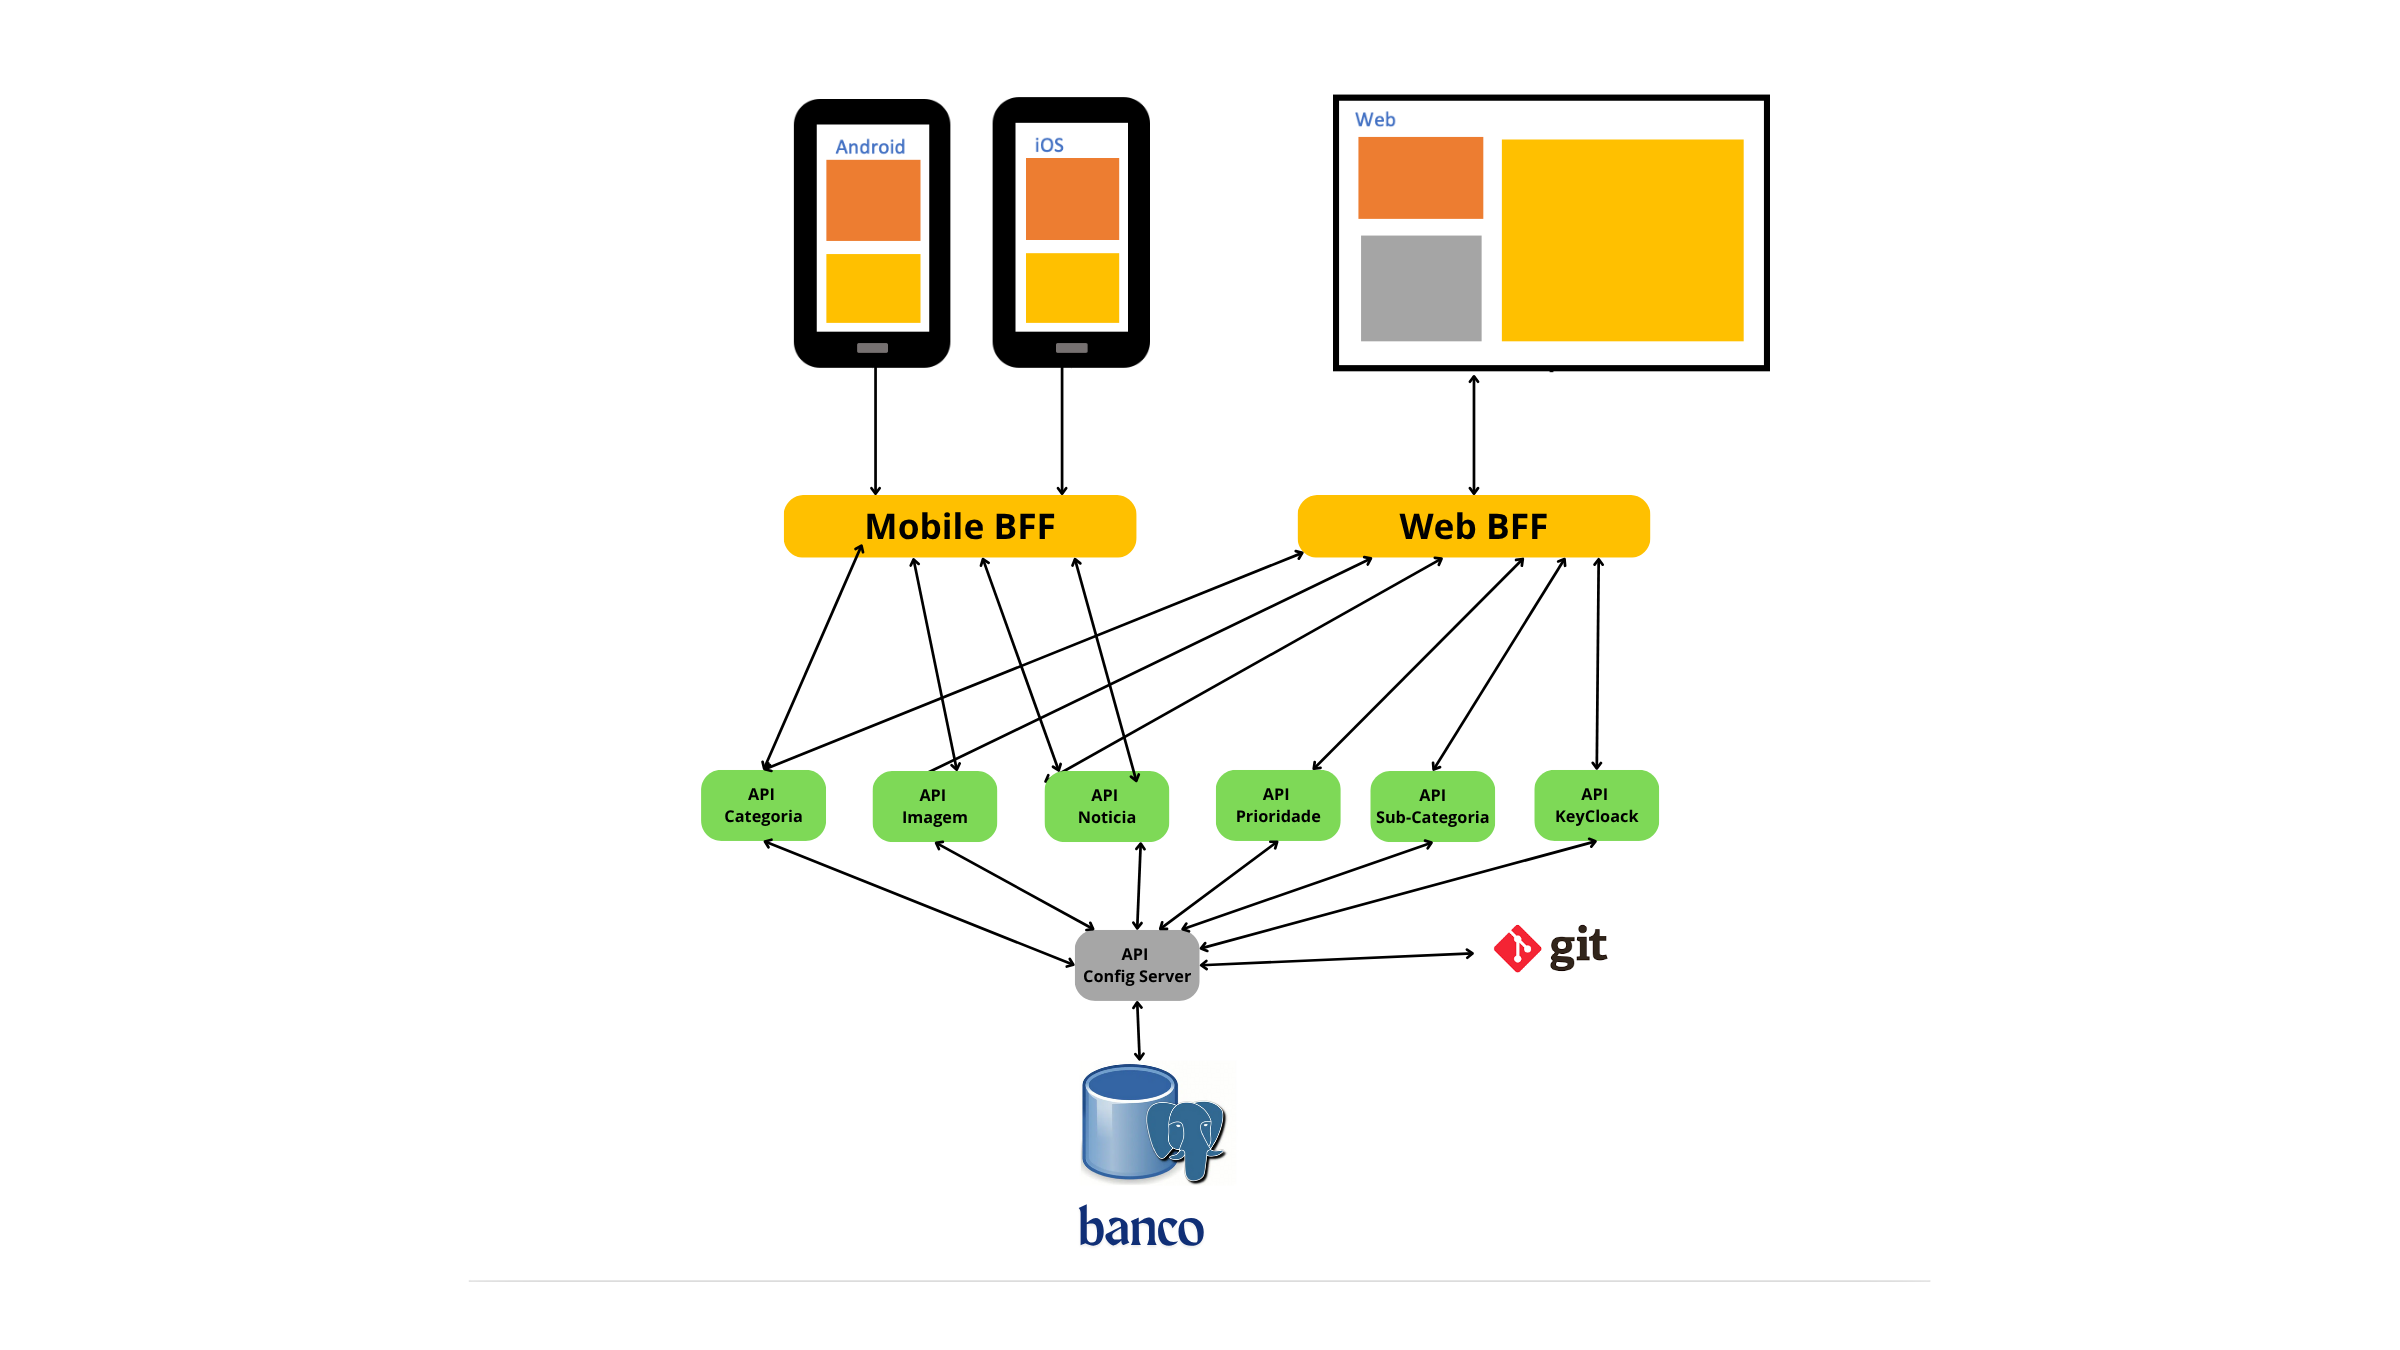 Android
iOS
Web
Mobile BFF
Web BFF
API
Categoria
API
Imagem
API
Noticia
API
Prioridade
API
Sub-Categoria
API
KeyCloack
API
Config Server
git
banco